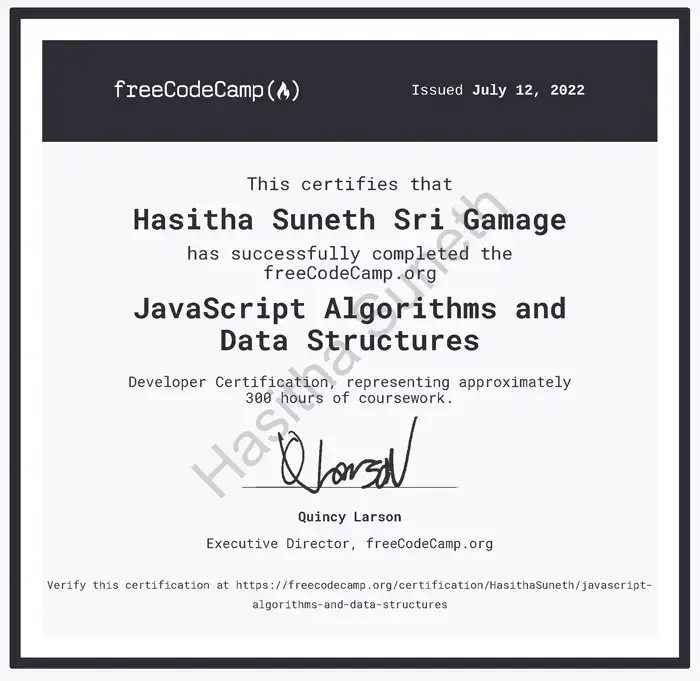 freeCodeCamp(🔥)
Issued July 12, 2022
This certifies that
Hasitha Suneth Sri Gamage
has successfully completed the
freeCodeCamp.org
JavaScript Algorithms and
Data Structures
Developer Certification, representing approximately
300 hours of coursework.
Q Larson
Quincy Larson
Executive Director, freeCodeCamp.org
Verify this certification at https://freecodecamp.org/certification/HasithaSuneth/javascript-
algorithms-and-data-structures
Hasitha Suneth